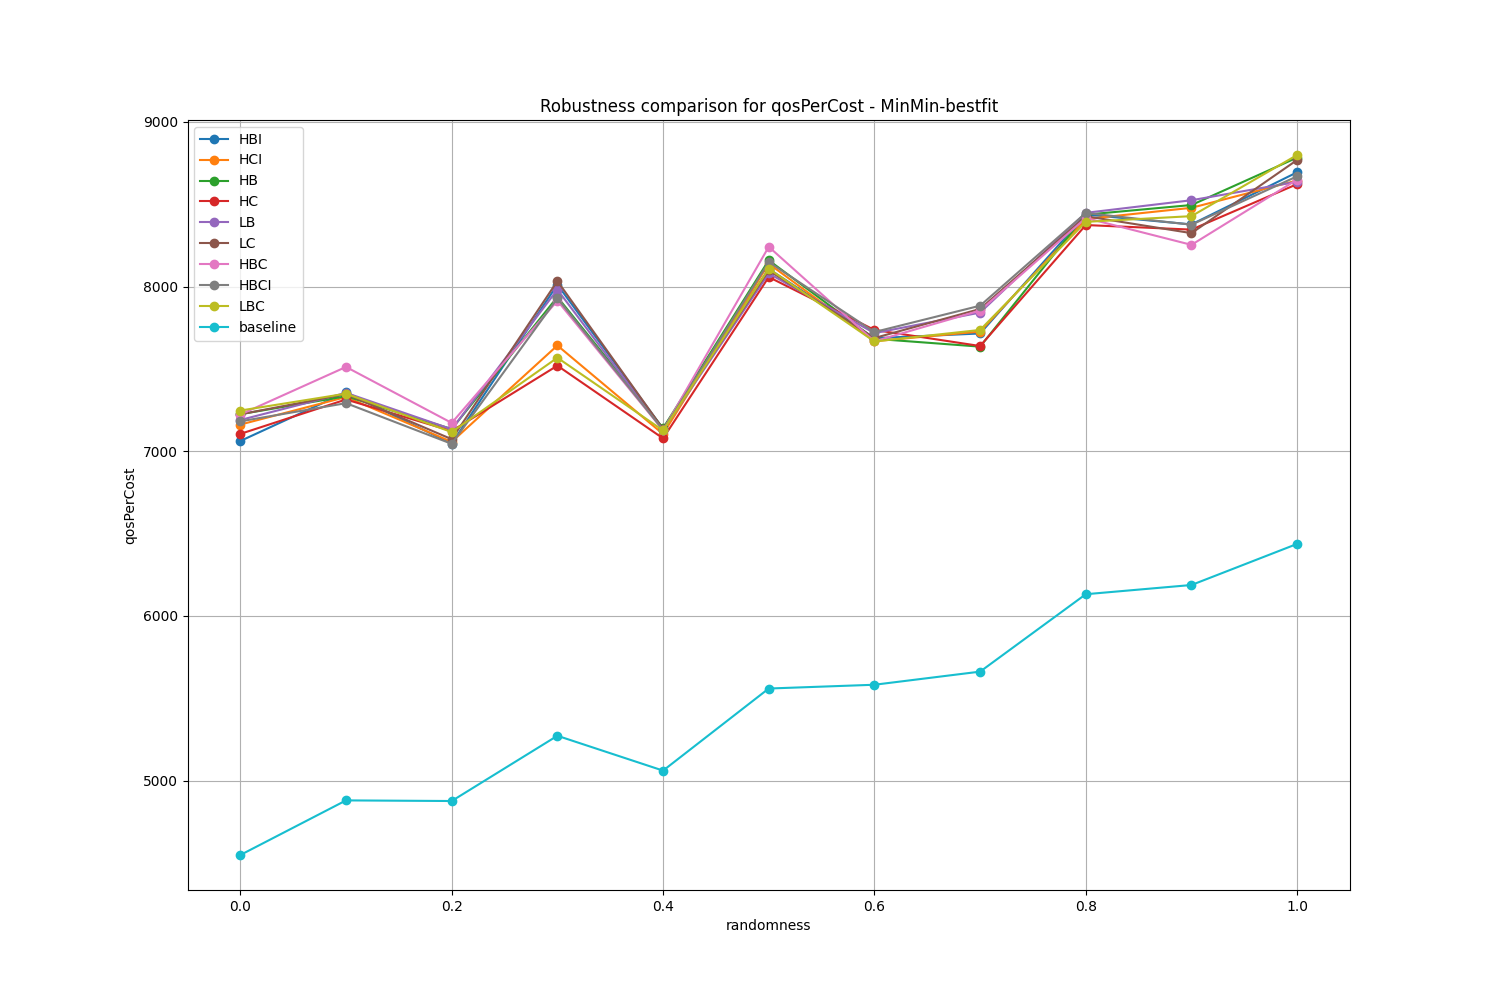 Robustness comparison for qosPerCost - MinMin-bestfit
9000
8000
7000
6000
5000
qosPerCost
HBI
HCI
HB
HC
LB
LC
HBC
HBCI
LBC
baseline
0.0
0.2
0.4
0.6
0.8
1.0
randomness